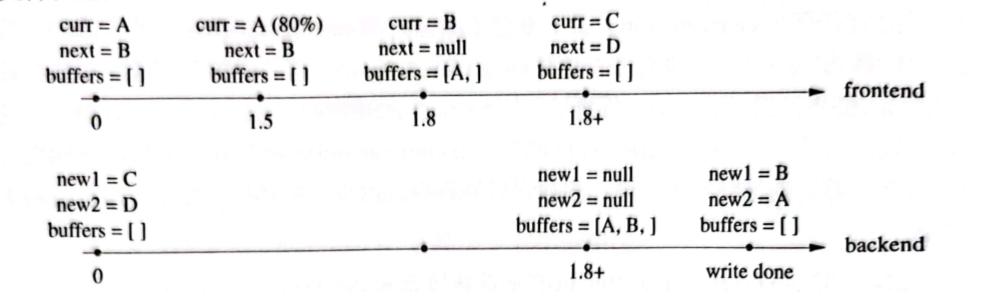 curr = A
next = B
buffers = [ ]
curr = A (80%)
next = B
buffers = [ ]
curr = B
next = null
buffers = [A, ]
curr = C
next = D
buffers = [ ]
frontend
0
1.5
1.8
1.8+
new1 = C
new2 = D
buffers = [ ]
new1 = null
new2 = null
buffers = [A, B, ]
new1 = B
new2 = A
buffers = [ ]
backend
0
1.8+
write done